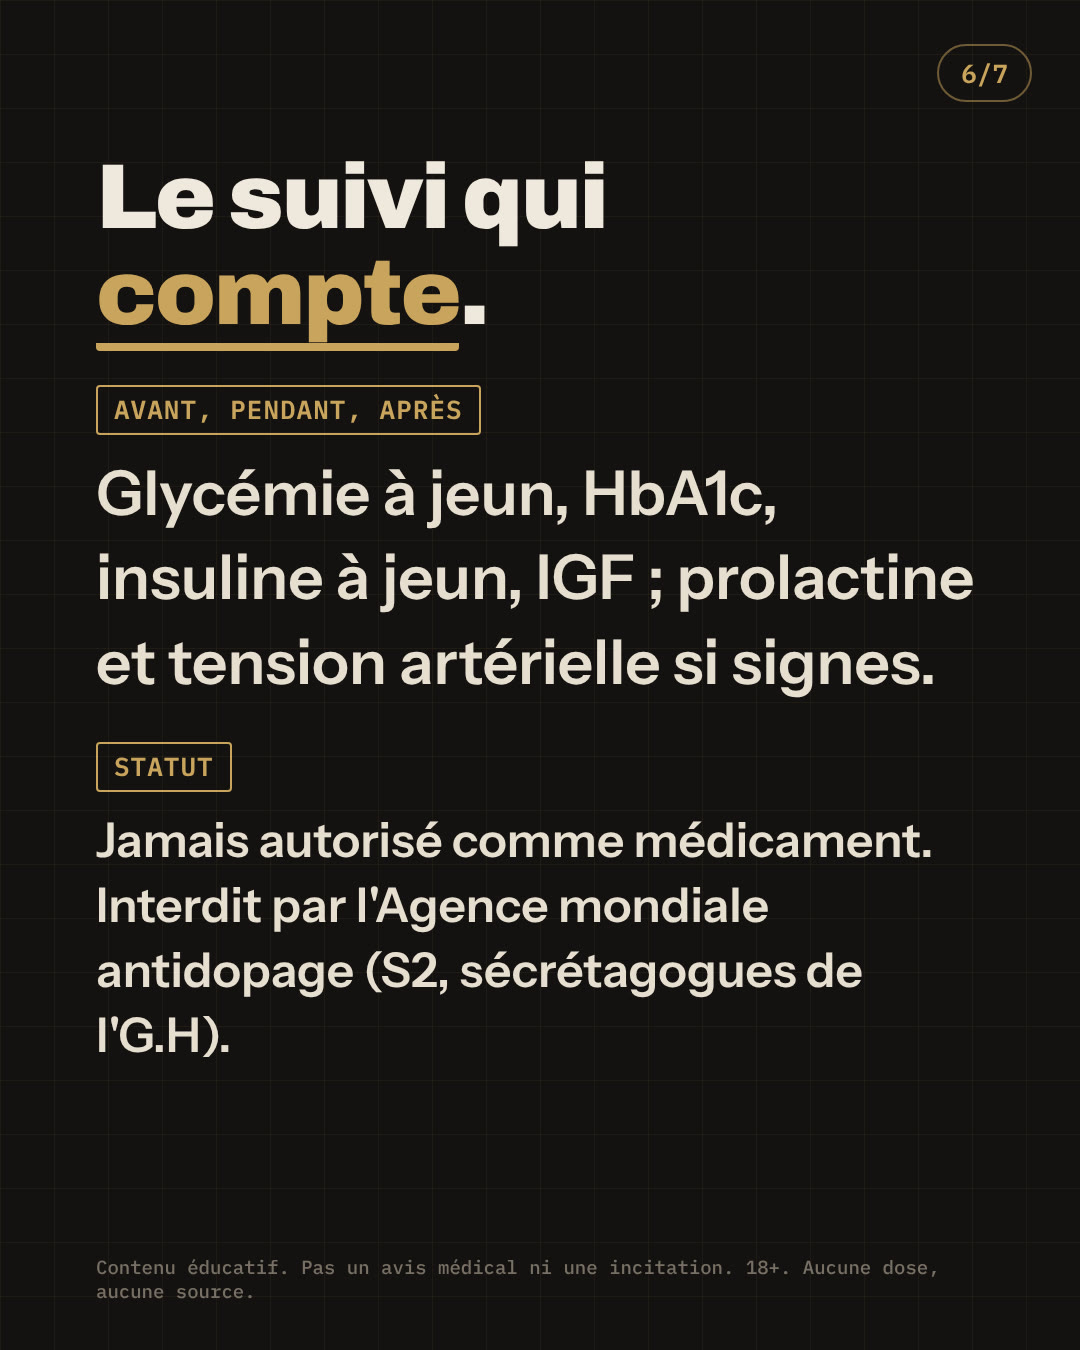 6/7
Le suivi qui
compte.
AVANT, PENDANT, APRÈS
Glycémie à jeun, HbA1c,
insuline à jeun, IGF ; prolactine
et tension artérielle si signes.
STATUT
Jamais autorisé comme médicament.
Interdit par l'Agence mondiale
antidopage (S2, sécrétagogues de
l'G.H).
Contenu éducatif. Pas un avis médical ni une incitation. 18+. Aucune dose,
aucune source.